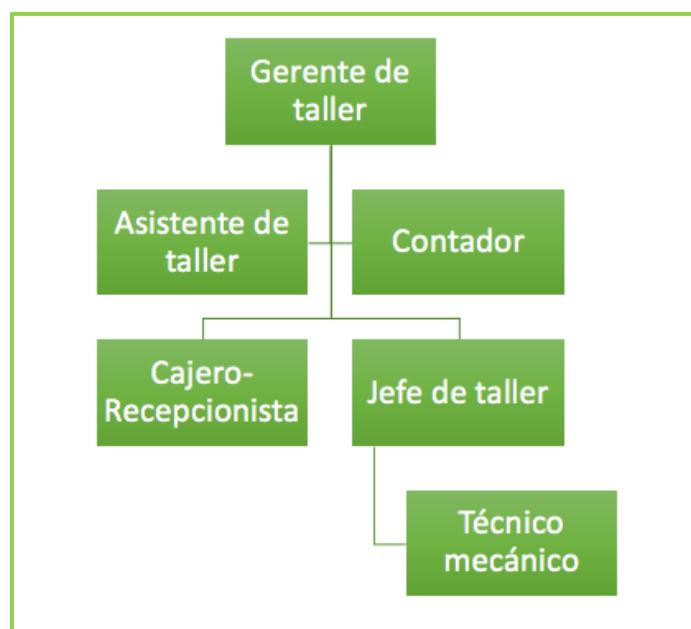 Gerente de
taller
Asistente de
taller
Contador
Cajero-
Recepcionista
Jefe de taller
Técnico
mecánico